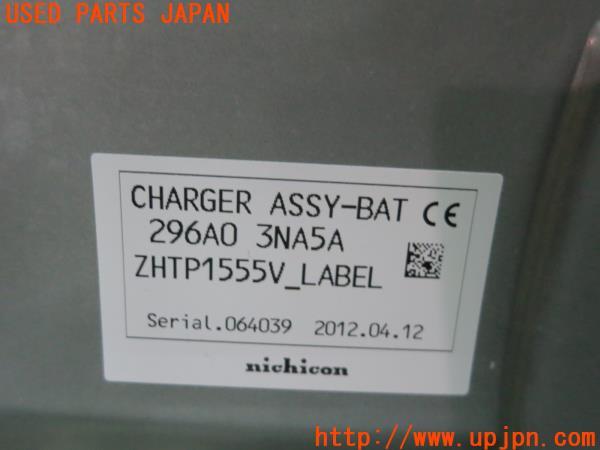 USED PARTS JAPAN
CHARGER ASSY-BAT CE
296A0 3NA5A
ZHTP1555V_LABEL
Serial.064039 2012.04.12
nichicon
http://www.upjpn.com/